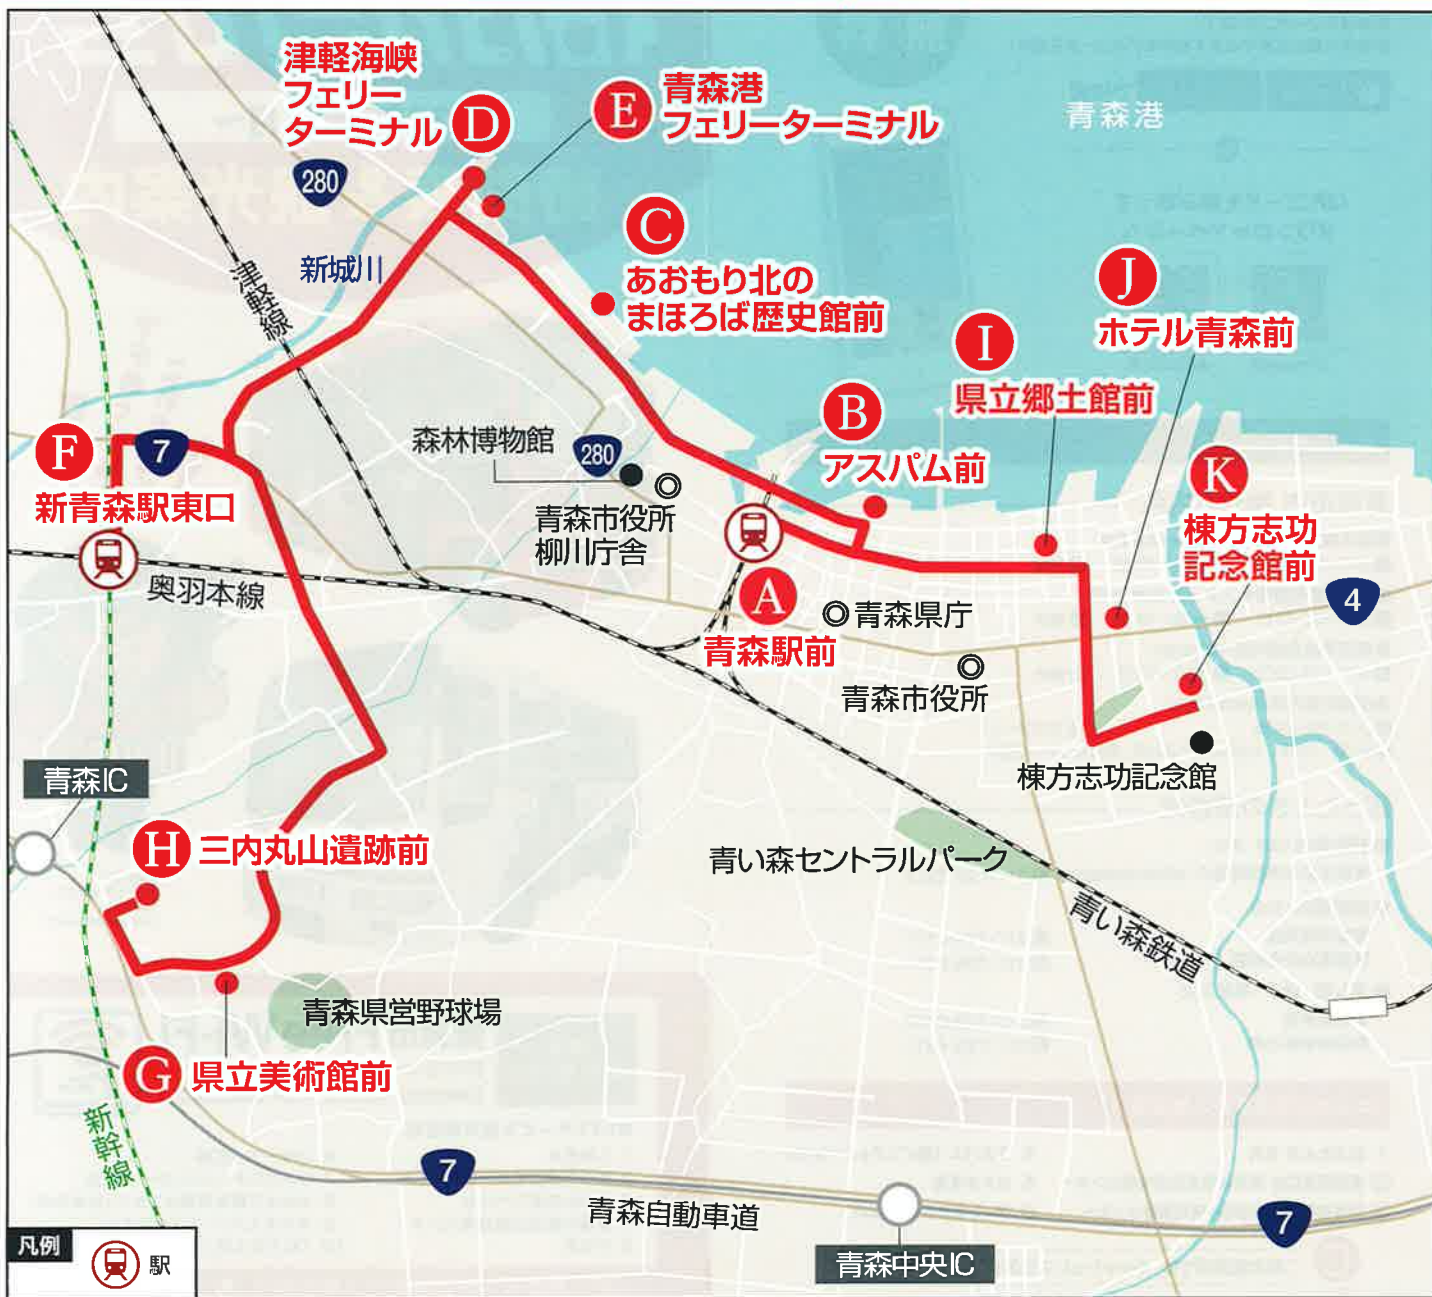 津軽海峡
フェリー
ターミナル
D
E
青森港
フェリーターミナル
青森港
280
C
あおもり北の
まほろば歴史館前
新城川
津軽線
J
ホテル青森前
I
県立郷土館前
B
アスパム前
F
7
新青森駅東口
森林博物館
280
青森市役所
柳川庁舎
K
棟方志功
記念館前
奥羽本線
A
青森駅前
青森県庁
4
青森市役所
青森IC
棟方志功記念館
H
三内丸山遺跡前
青い森セントラルパーク
青い森鉄道
青森県営野球場
G
県立美術館前
新幹線
7
青森自動車道
7
青森中央IC
凡例
駅